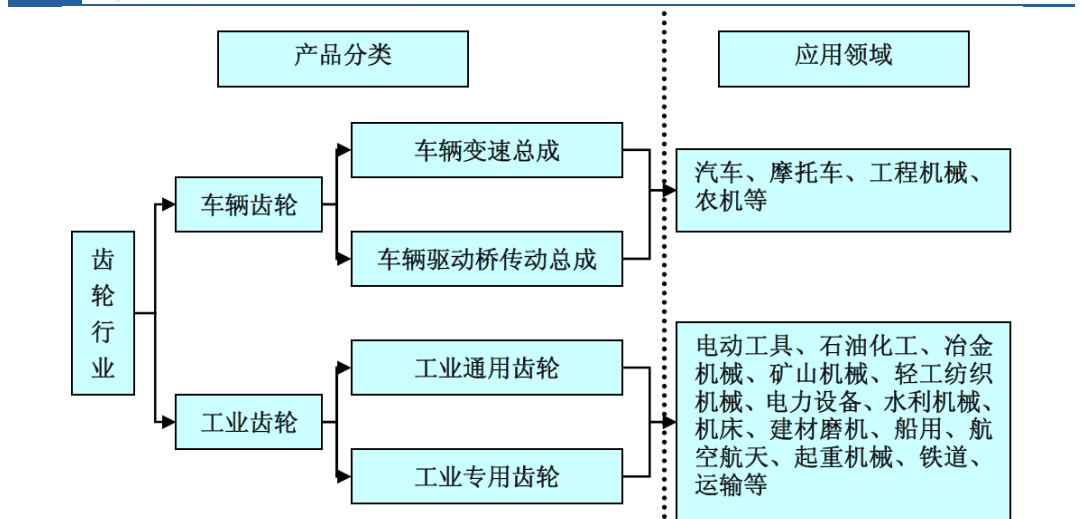 产品分类
应用领域
车辆变速总成
汽车、摩托车、工程机械、
农机等
车辆齿轮
车辆驱动桥传动总成
齿
轮
行
业
工业通用齿轮
电动工具、石油化工、冶金
机械、矿山机械、轻工纺织
机械、电力设备、水利机械、
机床、建材磨机、船用、航
空航天、起重机械、铁道、
运输等
工业齿轮
工业专用齿轮